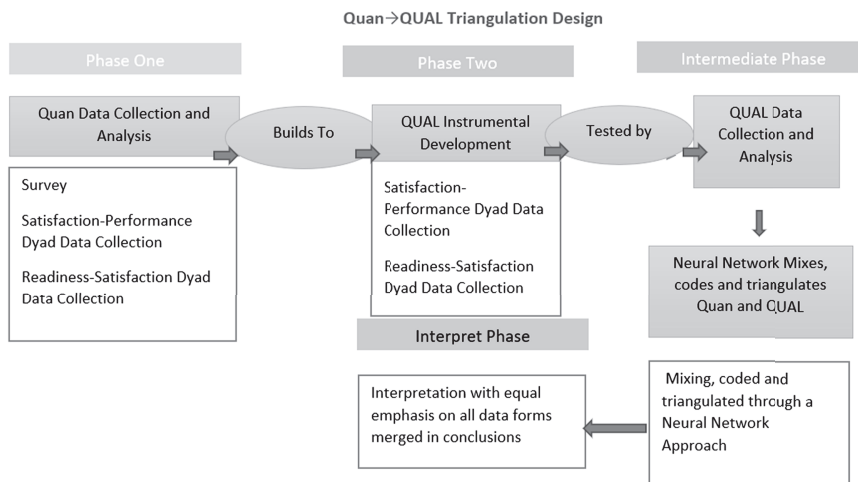 Quan→QUAL Triangulation Design
Phase One
Phase Two
Intermediate Phase
Quan Data Collection and
Analysis
Builds To
QUAL Instrumental
Development
Tested by
QUAL Data
Collection and
Analysis
Survey
Satisfaction-Performance
Dyad Data Collection
Readiness-Satisfaction Dyad
Data Collection
Satisfaction-
Performance Dyad Data
Collection
Readiness-Satisfaction
Dyad Data Collection
Neural Network Mixes,
codes and triangulates
Quan and QUAL
Interpret Phase
Interpretation with equal
emphasis on all data forms
merged in conclusions
Mixing, coded and
triangulated through a
Neural Network
Approach